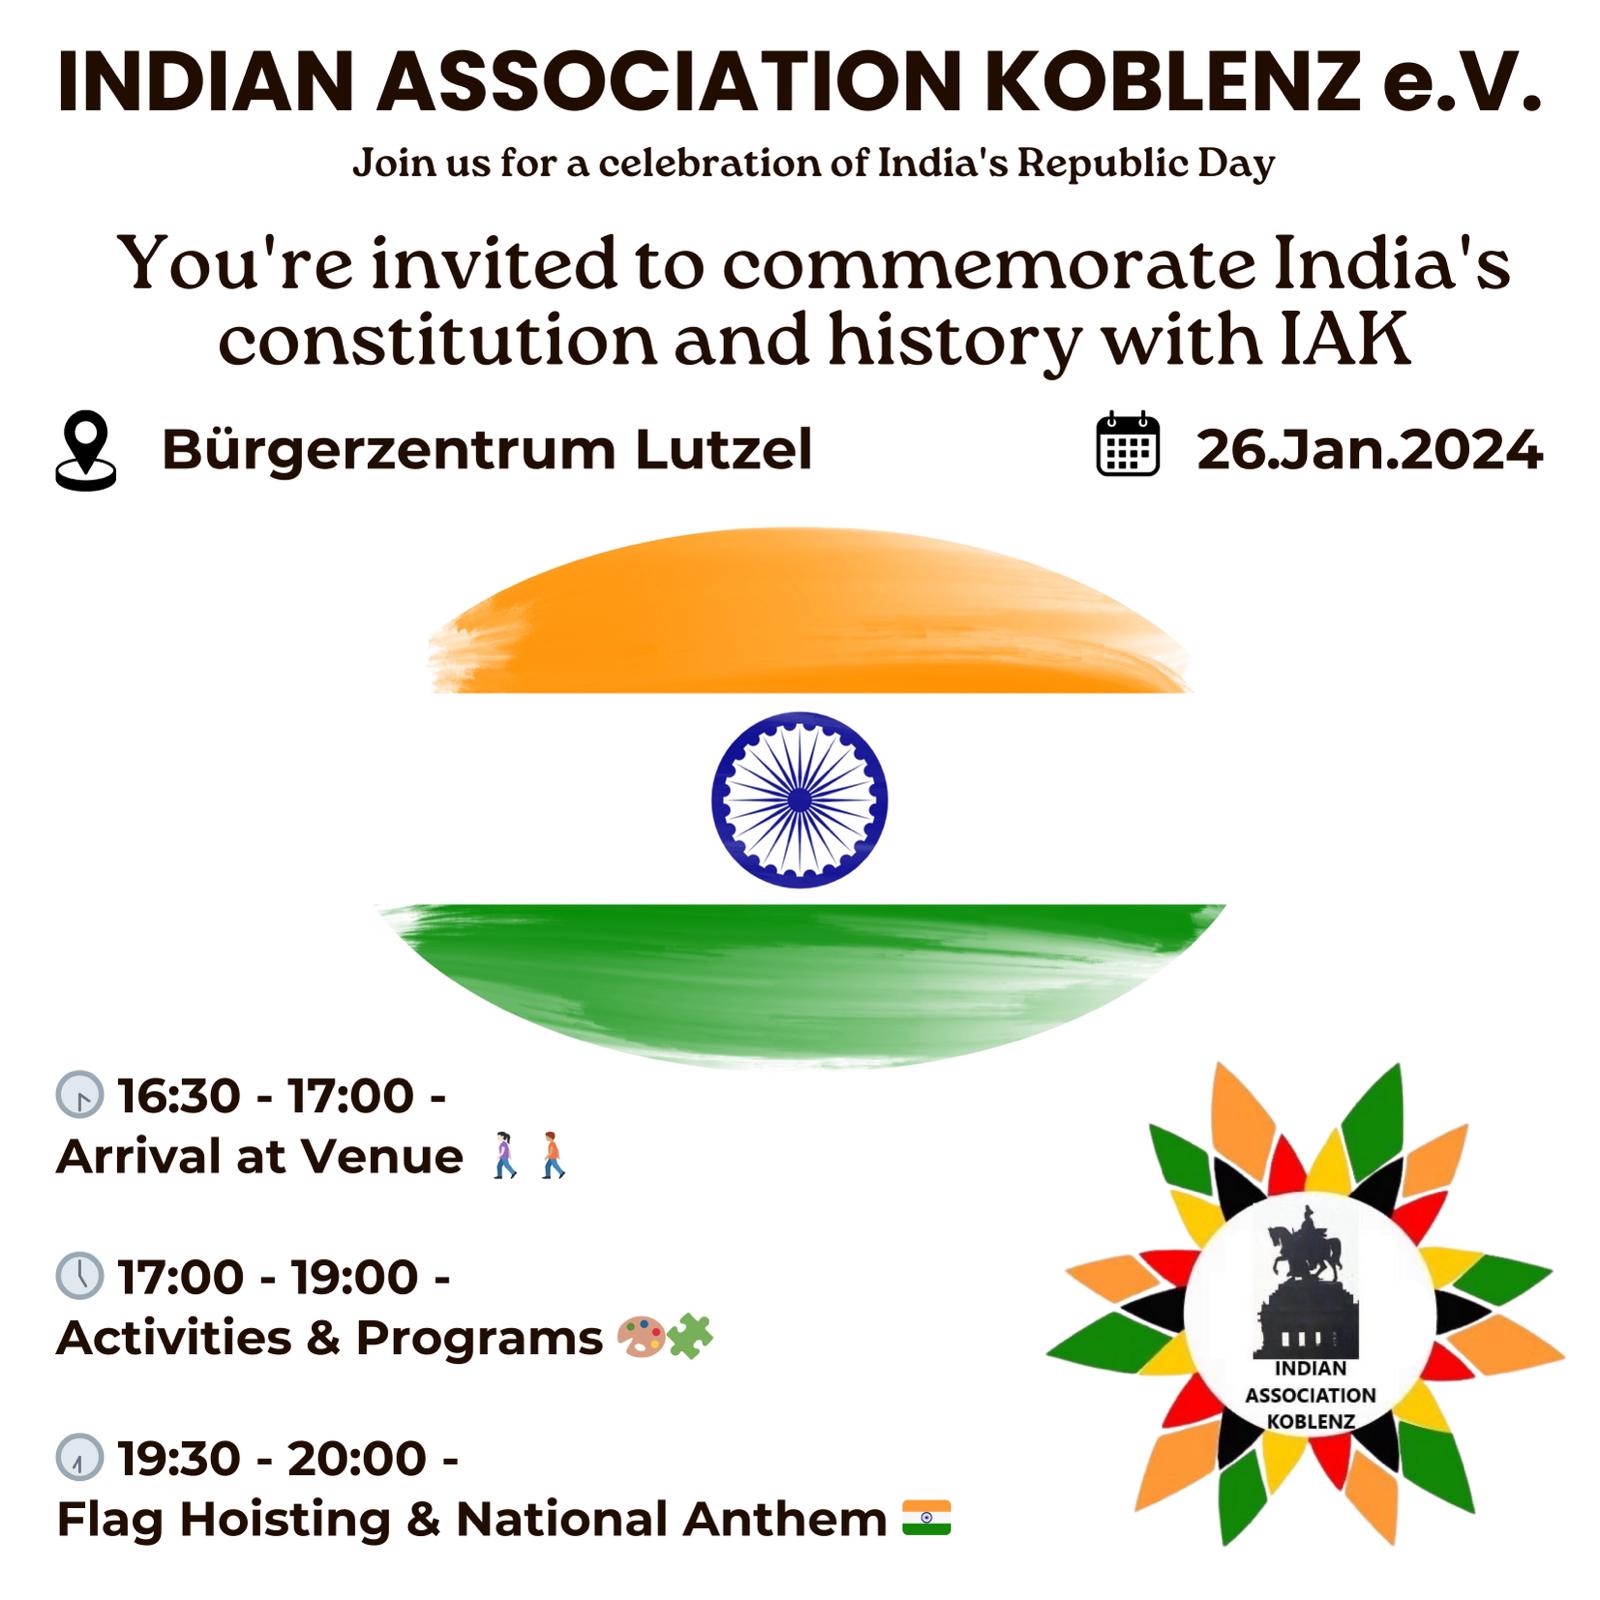 INDIAN ASSOCIATION KOBLENZ e.V.
Join us for a celebration of India's Republic Day
You're invited to commemorate India's
constitution and history with IAK
Bürgerzentrum Lutzel
26.Jan.2024
16:30 - 17:00 -
Arrival at Venue
17:00 - 19:00 -
Activities & Programs
19:30 - 20:00 -
Flag Hoisting & National Anthem
INDIAN
ASSOCIATION
KOBLENZ